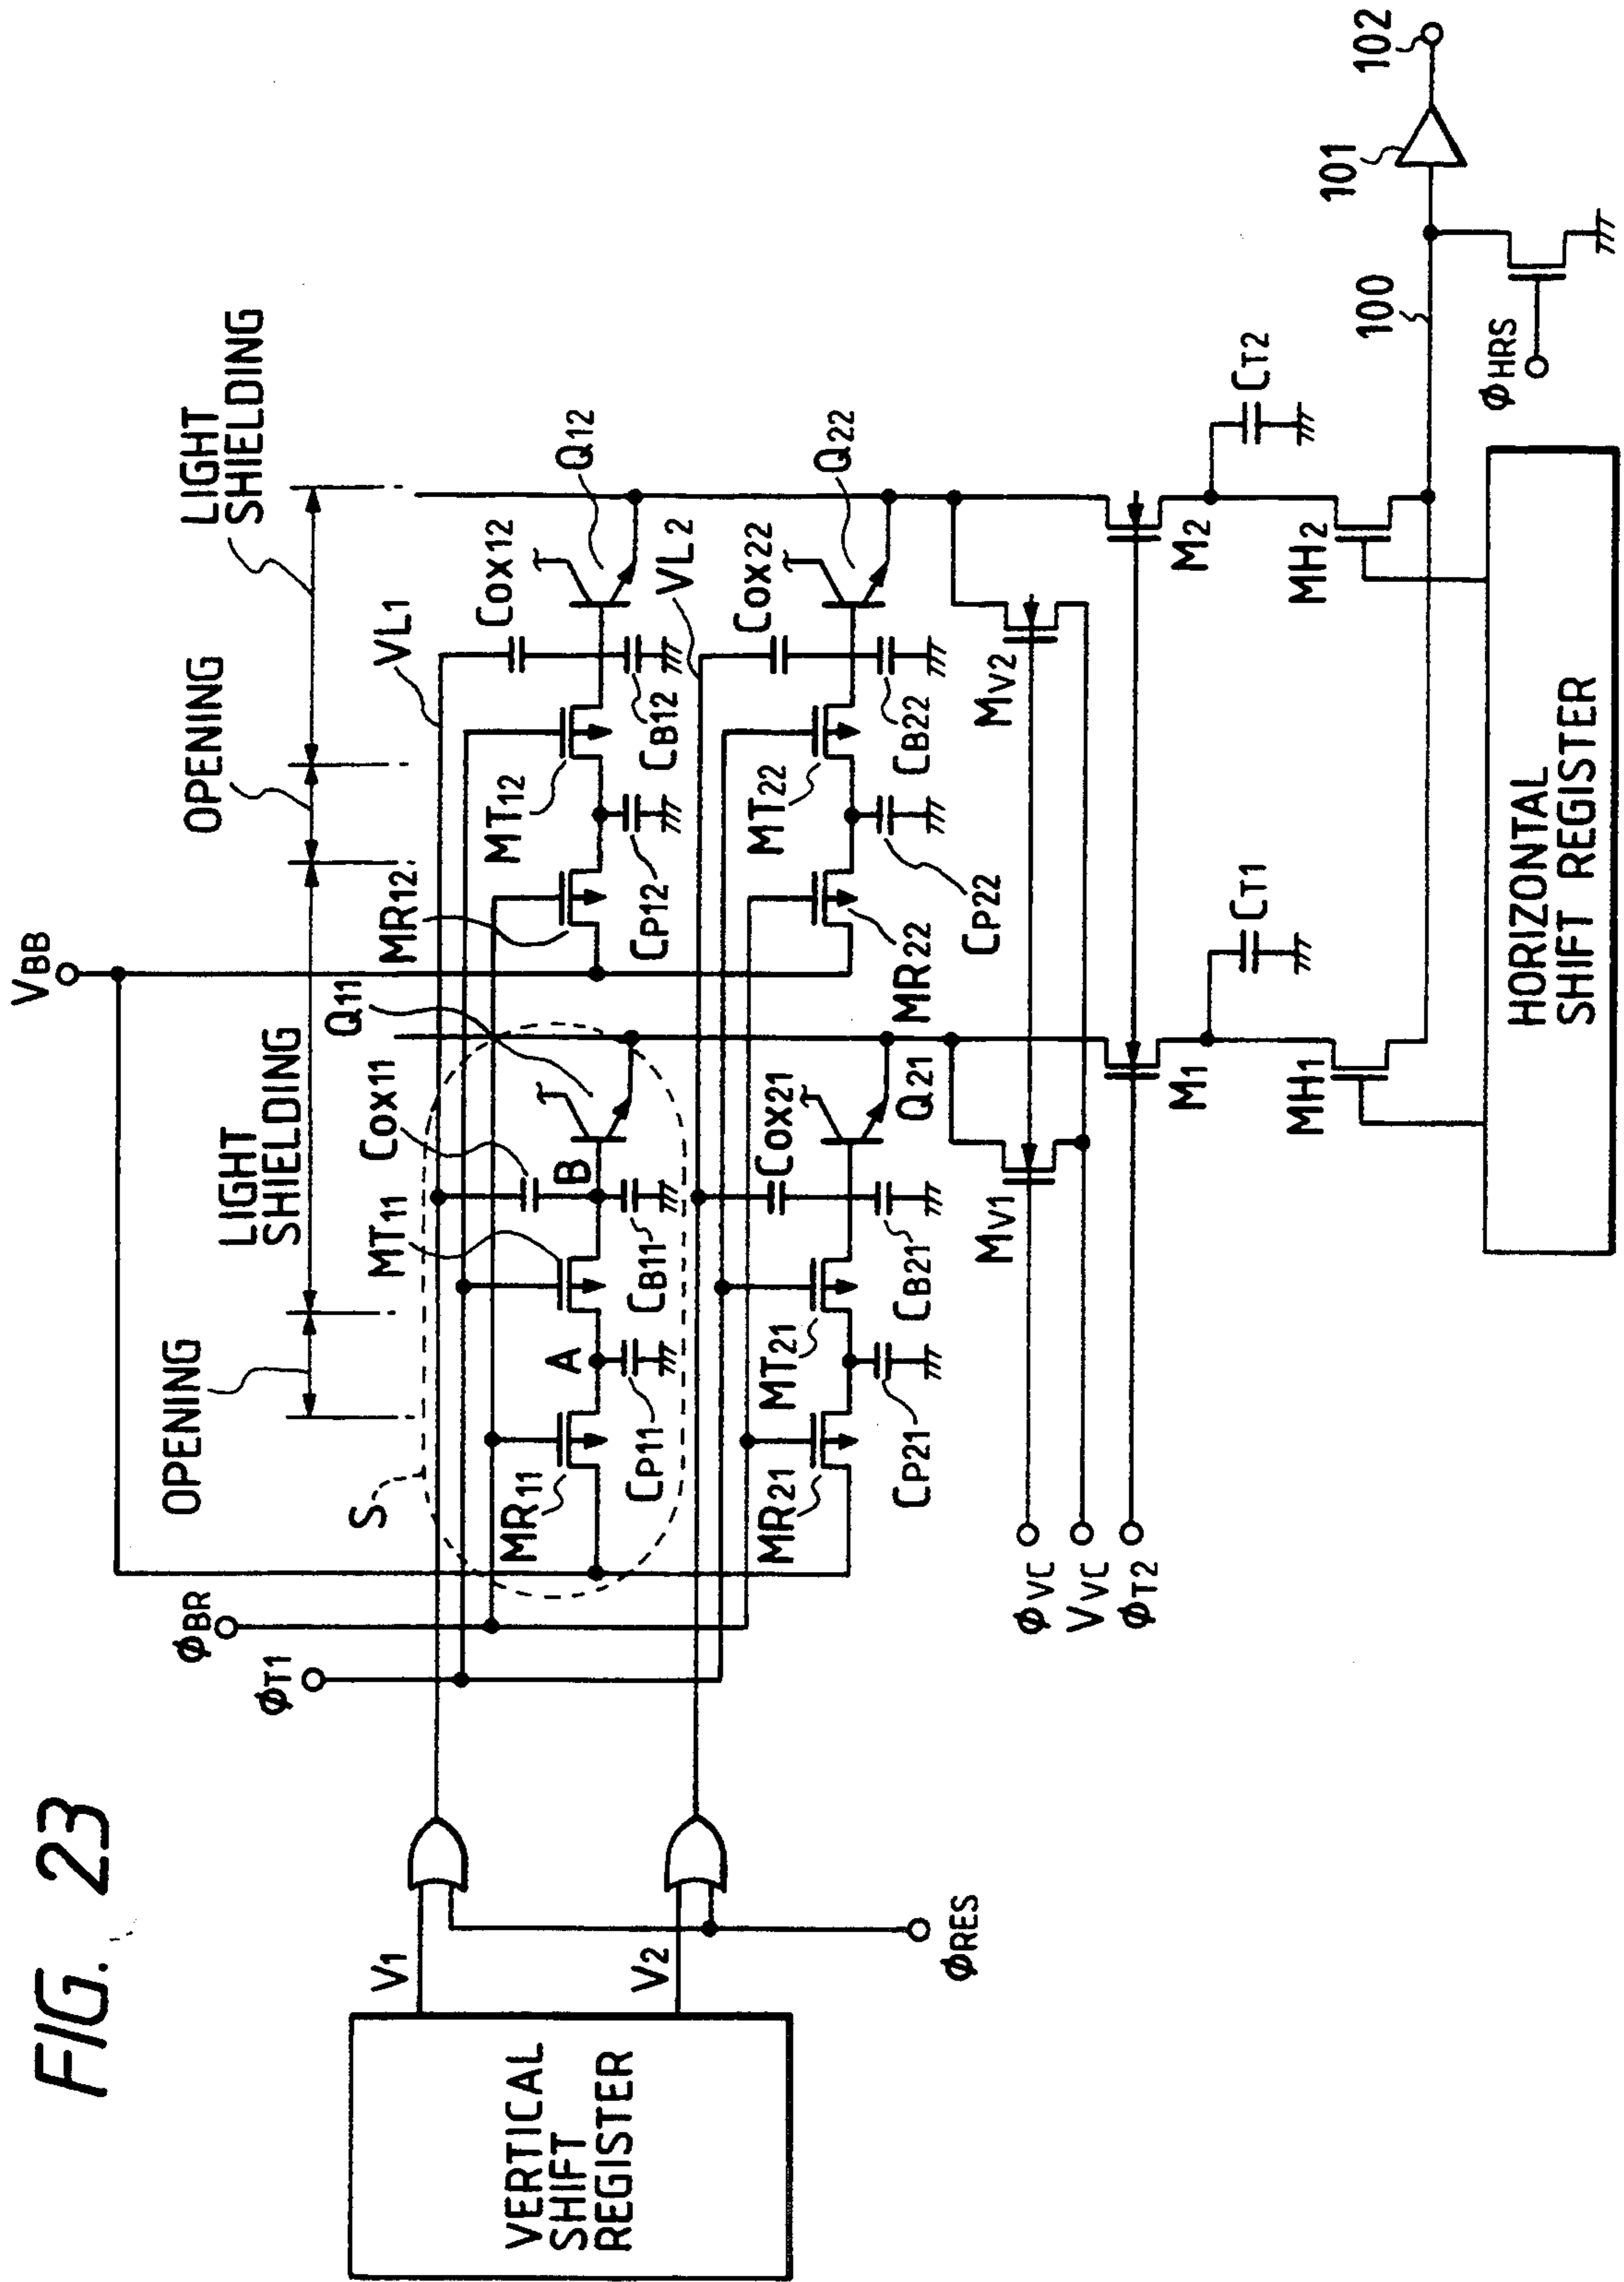 FIG. 23
VERTICAL
SHIFT
REGISTER
V1
V2
ϕRES
ϕT1
ϕBR
VBB
S
OPENING
LIGHT
SHIELDING
OPENING
LIGHT
SHIELDING
MR11
A
CP11
MT11
COX11
B
CB11
Q11
MR12
CP12
MT12
VL1
COX12
CB12
Q12
MR21
CP21
MT21
COX21
CB21
Q21
MR22
CP22
MT22
VL2
COX22
CB22
Q22
ϕVC
VVC
ϕT2
MV1
MV2
M1
CT1
M2
CT2
MH1
MH2
HORIZONTAL
SHIFT REGISTER
100
ϕHRS
101
102